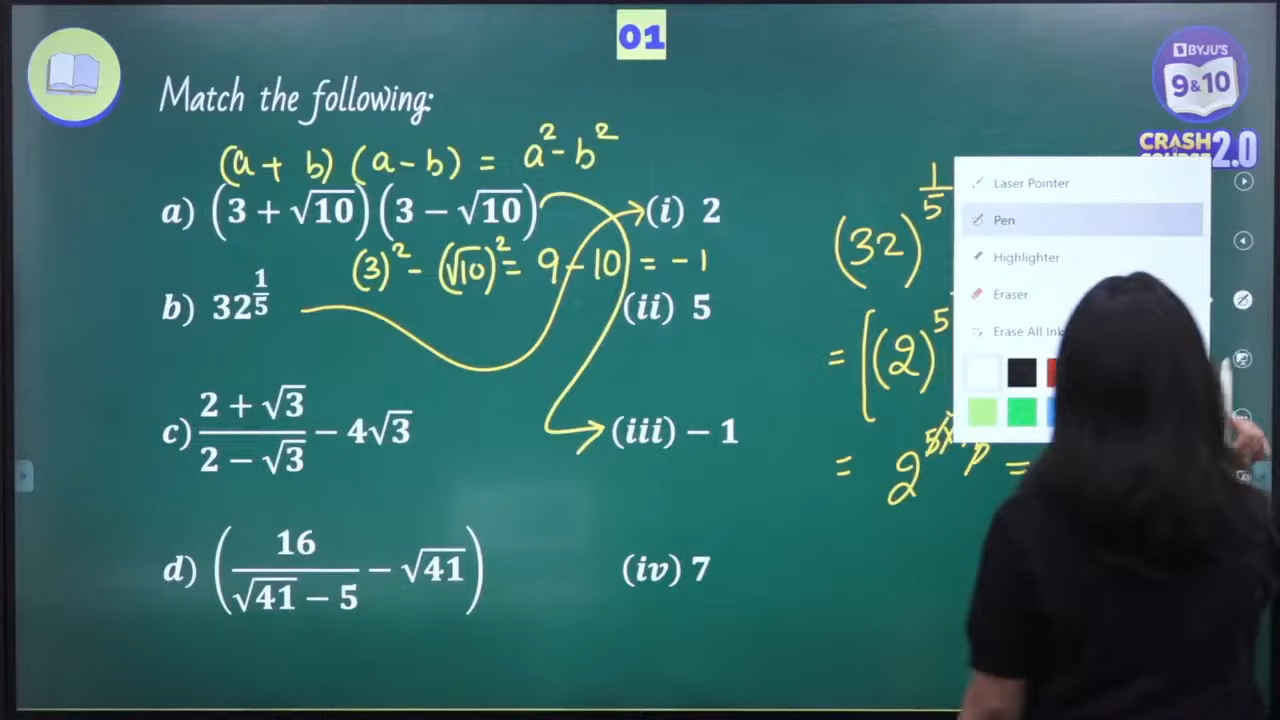 01
BYJU'S
9&10
CRASH
COURSE 2.0
Match the following:
(a + b) (a - b) = a² - b²
a) (3 + √10)(3 − √10)
(i) 2
(3)² - (√10)² = 9 - 10 = -1
b) 32^(1/5)
(ii) 5
c) (2 + √3)/(2 − √3) − 4√3
(iii) − 1
d) (16/(√41 − 5) − √41)
(iv) 7
(32)^(1/5)
= [(2)^5
= 2
=
Laser Pointer
Pen
Highlighter
Eraser
Erase All Ink